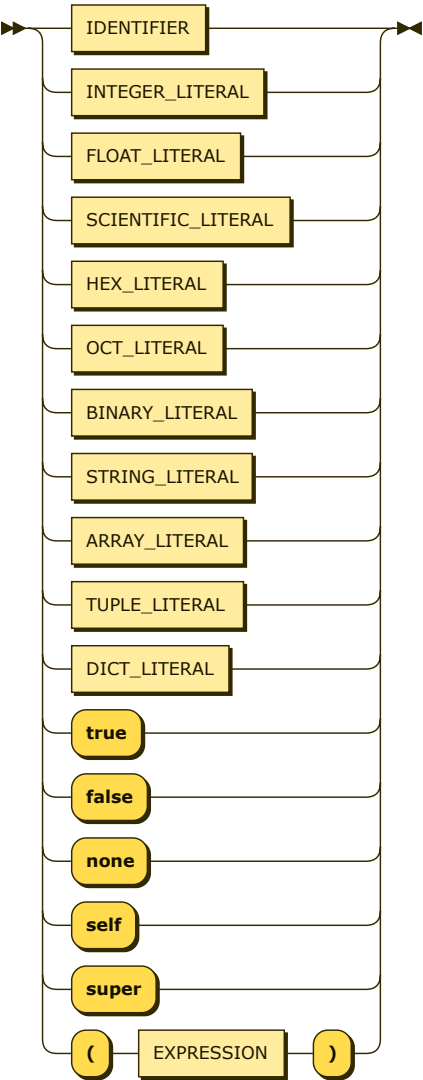 IDENTIFIER
INTEGER_LITERAL
FLOAT_LITERAL
SCIENTIFIC_LITERAL
HEX_LITERAL
OCT_LITERAL
BINARY_LITERAL
STRING_LITERAL
ARRAY_LITERAL
TUPLE_LITERAL
DICT_LITERAL
true
false
none
self
super
( EXPRESSION )